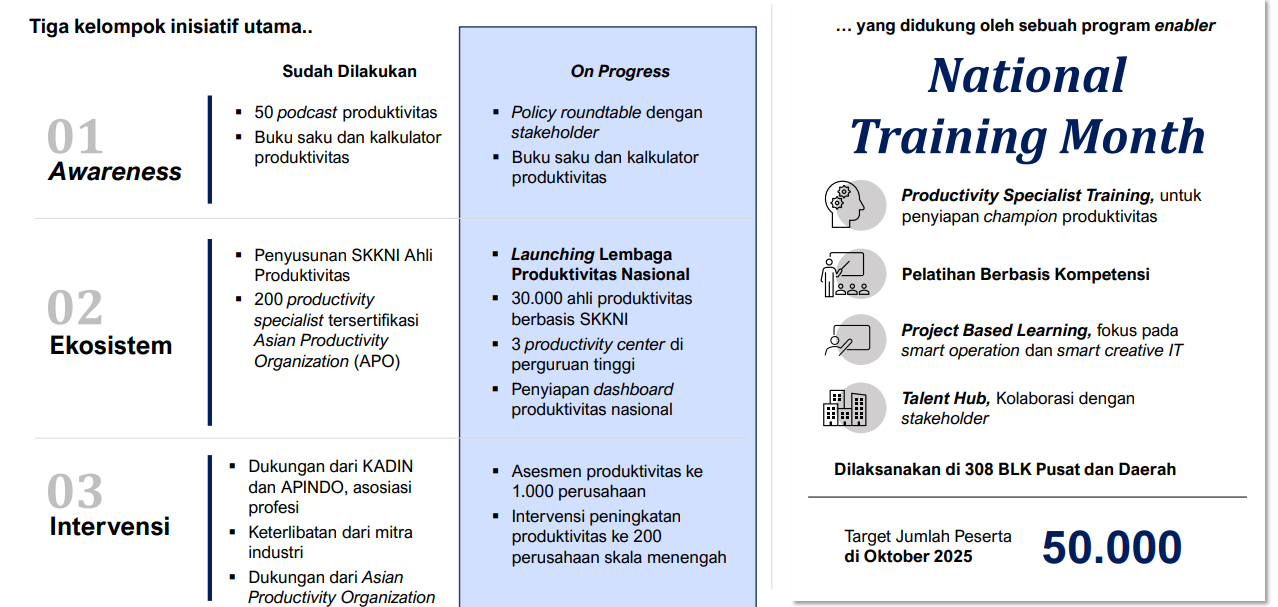 Tiga kelompok inisiatif utama..
Sudah Dilakukan
On Progress
01
Awareness
▪ 50 podcast produktivitas
▪ Buku saku dan kalkulator
produktivitas
▪ Policy roundtable dengan
stakeholder
▪ Buku saku dan kalkulator
produktivitas
02
Ekosistem
▪ Penyusunan SKKNI Ahli
Produktivitas
▪ 200 productivity
specialist tersertifikasi
Asian Productivity
Organization (APO)
▪ Launching Lembaga
Produktivitas Nasional
▪ 30.000 ahli produktivitas
berbasis SKKNI
▪ 3 productivity center di
perguruan tinggi
▪ Penyiapan dashboard
produktivitas nasional
03
Intervensi
▪ Dukungan dari KADIN
dan APINDO, asosiasi
profesi
▪ Keterlibatan dari mitra
industri
▪ Dukungan dari Asian
Productivity Organization
▪ Asesmen produktivitas ke
1.000 perusahaan
▪ Intervensi peningkatan
produktivitas ke 200
perusahaan skala menengah
… yang didukung oleh sebuah program enabler
National
Training Month
Productivity Specialist Training, untuk
penyiapan champion produktivitas
Pelatihan Berbasis Kompetensi
Project Based Learning, fokus pada
smart operation dan smart creative IT
Talent Hub, Kolaborasi dengan
stakeholder
Dilaksanakan di 308 BLK Pusat dan Daerah
Target Jumlah Peserta
di Oktober 2025
50.000